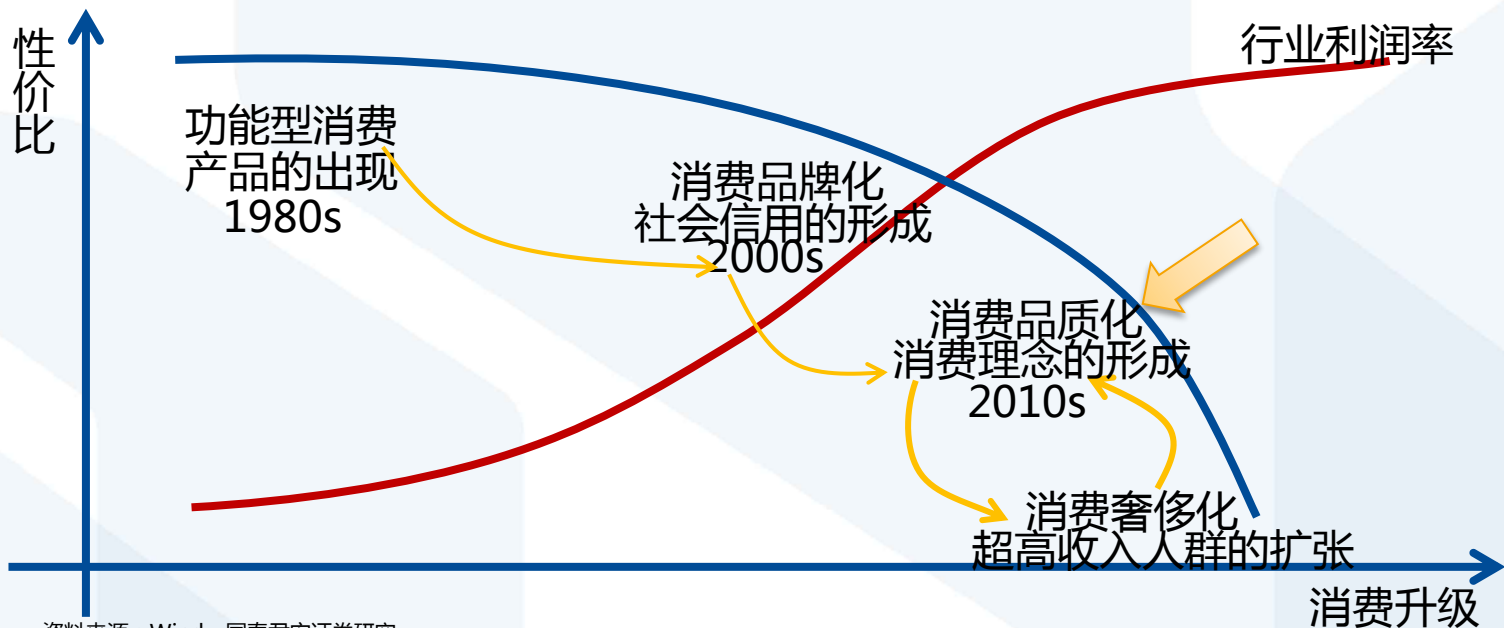 性价比
行业利润率
功能型消费
产品的出现
1980s
消费品牌化
社会信用的形成
2000s
消费品质化
消费理念的形成
2010s
消费奢侈化
超高收入人群的扩张
消费升级